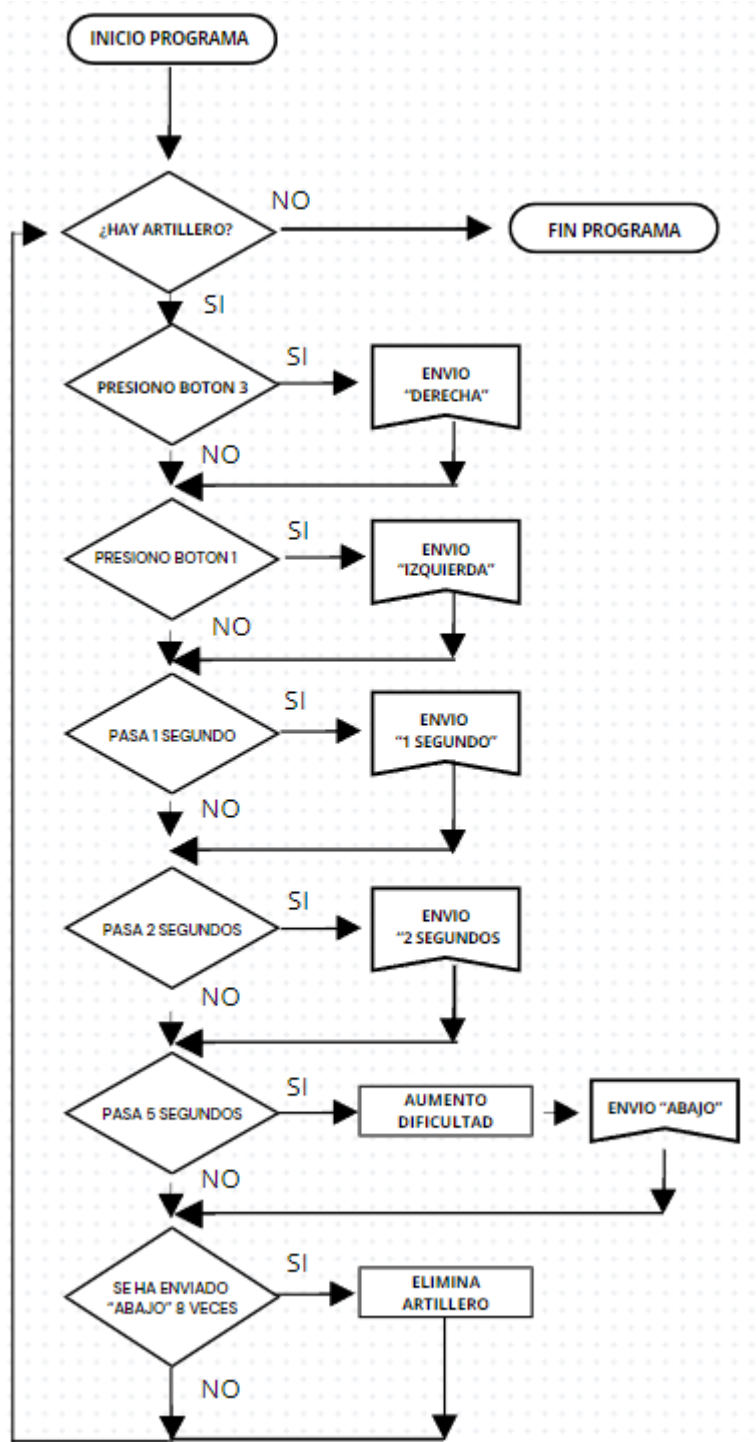 INICIO PROGRAMA
¿HAY ARTILLERO?
NO
FIN PROGRAMA
SI
PRESIONO BOTON 3
SI
ENVIO
"DERECHA"
NO
PRESIONO BOTON 1
SI
ENVIO
"IZQUIERDA"
NO
PASA 1 SEGUNDO
SI
ENVIO
"1 SEGUNDO"
NO
PASA 2 SEGUNDOS
SI
ENVIO
"2 SEGUNDOS
NO
PASA 5 SEGUNDOS
SI
AUMENTO
DIFICULTAD
ENVIO "ABAJO"
NO
SE HA ENVIADO
"ABAJO" 8 VECES
SI
ELIMINA
ARTILLERO
NO